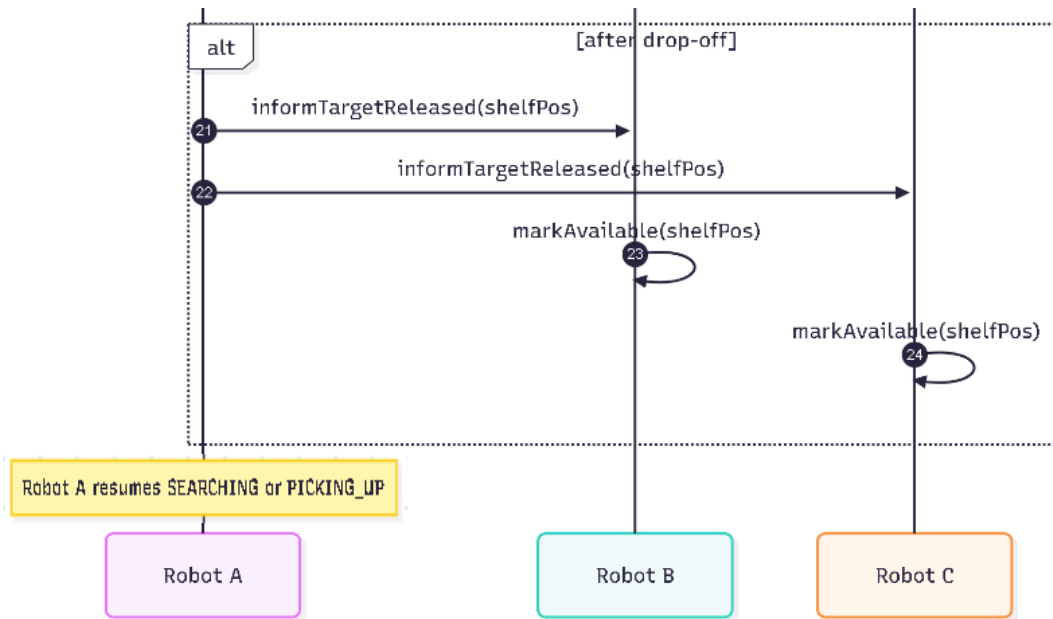 alt
[after drop-off]
informTargetReleased(shelfPos)
21
informTargetReleased(shelfPos)
22
markAvailable(shelfPos)
23
markAvailable(shelfPos)
24
Robot A resumes SEARCHING or PICKING_UP
Robot A
Robot B
Robot C